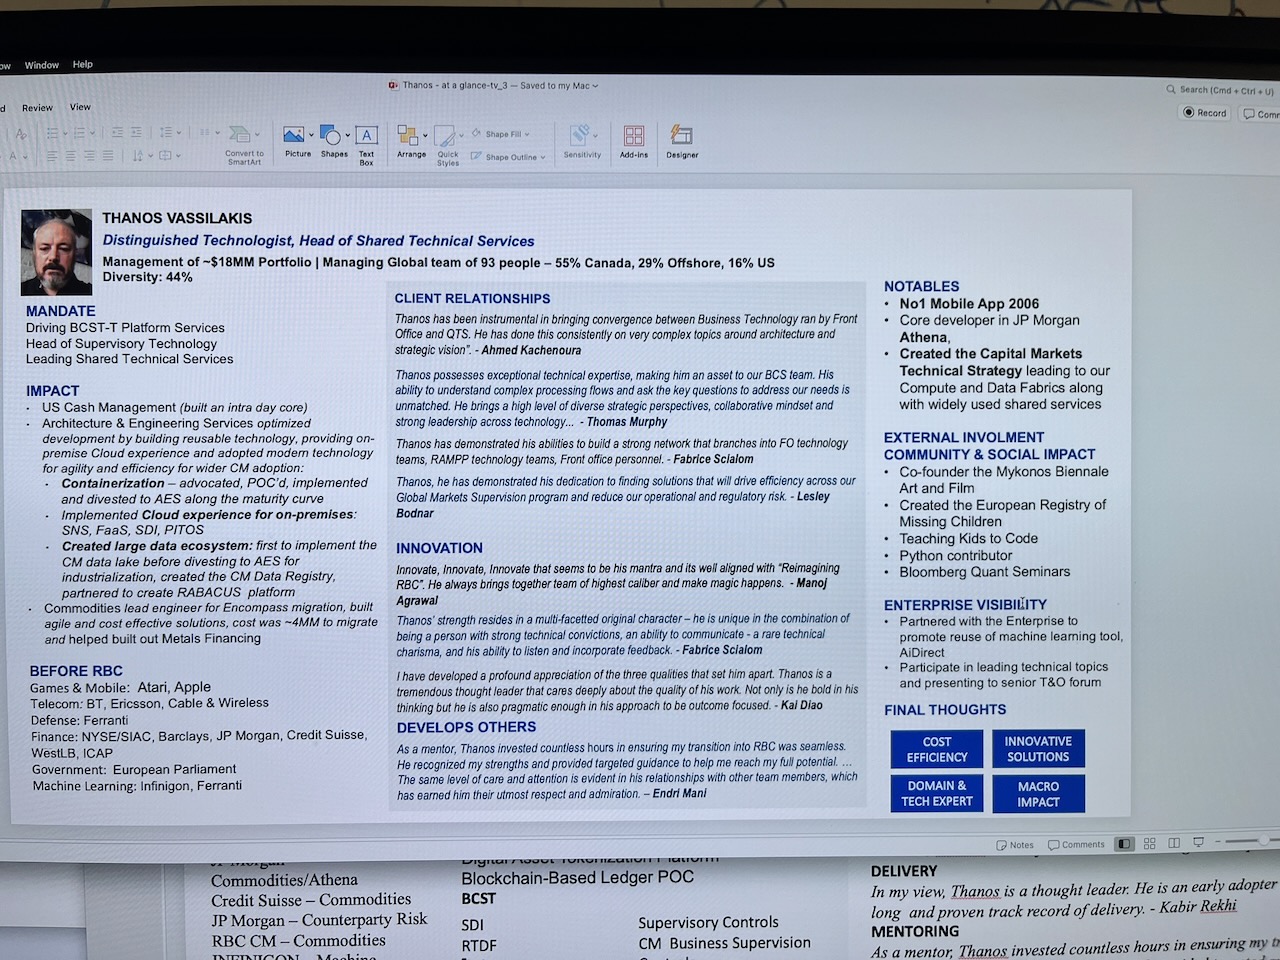 Window Help
Thanos - at a glance-tv_3 — Saved to my Mac
Search (Cmd + Ctrl + U)
Review View
Record
Convert to SmartArt
Picture
Shapes
Text Box
Arrange
Quick Styles
Shape Fill
Shape Outline
Sensitivity
Add-ins
Designer
THANOS VASSILAKIS
Distinguished Technologist, Head of Shared Technical Services
Management of ~$18MM Portfolio | Managing Global team of 93 people – 55% Canada, 29% Offshore, 16% US
Diversity: 44%
MANDATE
Driving BCST-T Platform Services
Head of Supervisory Technology
Leading Shared Technical Services
IMPACT
· US Cash Management (built an intra day core)
· Architecture & Engineering Services optimized
development by building reusable technology, providing on-
premise Cloud experience and adopted modern technology
for agility and efficiency for wider CM adoption:
· Containerization – advocated, POC'd, implemented
and divested to AES along the maturity curve
· Implemented Cloud experience for on-premises:
SNS, FaaS, SDI, PITOS
· Created large data ecosystem: first to implement the
CM data lake before divesting to AES for
industrialization, created the CM Data Registry,
partnered to create RABACUS platform
· Commodities lead engineer for Encompass migration, built
agile and cost effective solutions, cost was ~4MM to migrate
and helped built out Metals Financing
BEFORE RBC
Games & Mobile: Atari, Apple
Telecom: BT, Ericson, Cable & Wireless
Defense: Ferranti
Finance: NYSE/SIAC, Barclays, JP Morgan, Credit Suisse,
WestLB, ICAP
Government: European Parliament
Machine Learning: Infinigon, Ferranti
CLIENT RELATIONSHIPS
Thanos has been instrumental in bringing convergence between Business Technology ran by Front
Office and QTS. He has done this consistently on very complex topics around architecture and
strategic vision". - Ahmed Kachenoura
Thanos possesses exceptional technical expertise, making him an asset to our BCS team. His
ability to understand complex processing flows and ask the key questions to address our needs is
unmatched. He brings a high level of diverse strategic perspectives, collaborative mindset and
strong leadership across technology... - Thomas Murphy
Thanos has demonstrated his abilities to build a strong network that branches into FO technology
teams, RAMPP technology teams, Front office personnel. - Fabrice Scialom
Thanos, he has demonstrated his dedication to finding solutions that will drive efficiency across our
Global Markets Supervision program and reduce our operational and regulatory risk. - Lesley
Bodnar
INNOVATION
Innovate, Innovate, Innovate that seems to be his mantra and its well aligned with "Reimagining
RBC". He always brings together team of highest caliber and make magic happens. - Manoj
Agrawal
Thanos' strength resides in a multi-facetted original character – he is unique in the combination of
being a person with strong technical convictions, an ability to communicate - a rare technical
charisma, and his ability to listen and incorporate feedback. - Fabrice Scialom
I have developed a profound appreciation of the three qualities that set him apart. Thanos is a
tremendous thought leader that cares deeply about the quality of his work. Not only is he bold in his
thinking but he is also pragmatic enough in his approach to be outcome focused. - Kai Diao
DEVELOPS OTHERS
As a mentor, Thanos invested countless hours in ensuring my transition into RBC was seamless.
He recognized my strengths and provided targeted guidance to help me reach my full potential. …
The same level of care and attention is evident in his relationships with other team members, which
has earned him their utmost respect and admiration. – Endri Mani
NOTABLES
• No1 Mobile App 2006
• Core developer in JP Morgan
Athena,
• Created the Capital Markets
Technical Strategy leading to our
Compute and Data Fabrics along
with widely used shared services
EXTERNAL INVOLMENT
COMMUNITY & SOCIAL IMPACT
• Co-founder the Mykonos Biennale
Art and Film
• Created the European Registry of
Missing Children
• Teaching Kids to Code
• Python contributor
• Bloomberg Quant Seminars
ENTERPRISE VISIBILITY
• Partnered with the Enterprise to
promote reuse of machine learning tool,
AiDirect
• Participate in leading technical topics
and presenting to senior T&O forum
FINAL THOUGHTS
COST
EFFICIENCY
INNOVATIVE
SOLUTIONS
DOMAIN &
TECH EXPERT
MACRO
IMPACT
Notes
Comments
JP Morgan
Commodities/Athena
Credit Suisse – Commodities
JP Morgan – Counterparty Risk
RBC CM – Commodities
INFINIGON – Machine
Digital Asset Tokenization Platform
Blockchain-Based Ledger POC
BCST
SDI
RTDF
Supervisory Controls
CM Business Supervision
DELIVERY
In my view, Thanos is a thought leader. He is an early adopter
long and proven track record of delivery. - Kabir Rekhi
MENTORING
As a mentor, Thanos invested countless hours in ensuring my